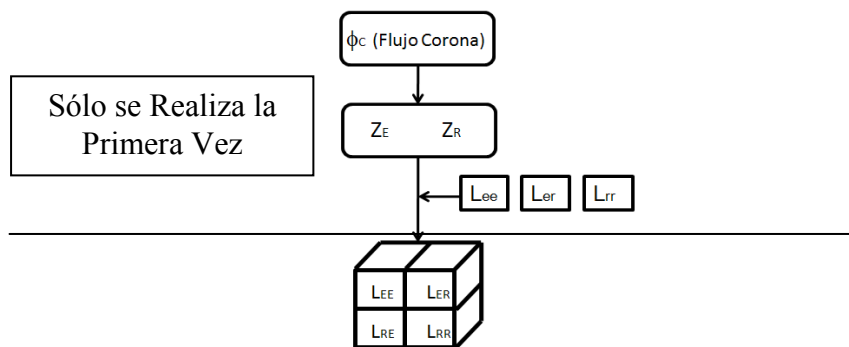 ϕC (Flujo Corona)
Sólo se Realiza la
Primera Vez
ZE ZR
Lee Ler Lrr
LEE LER
LRE LRR